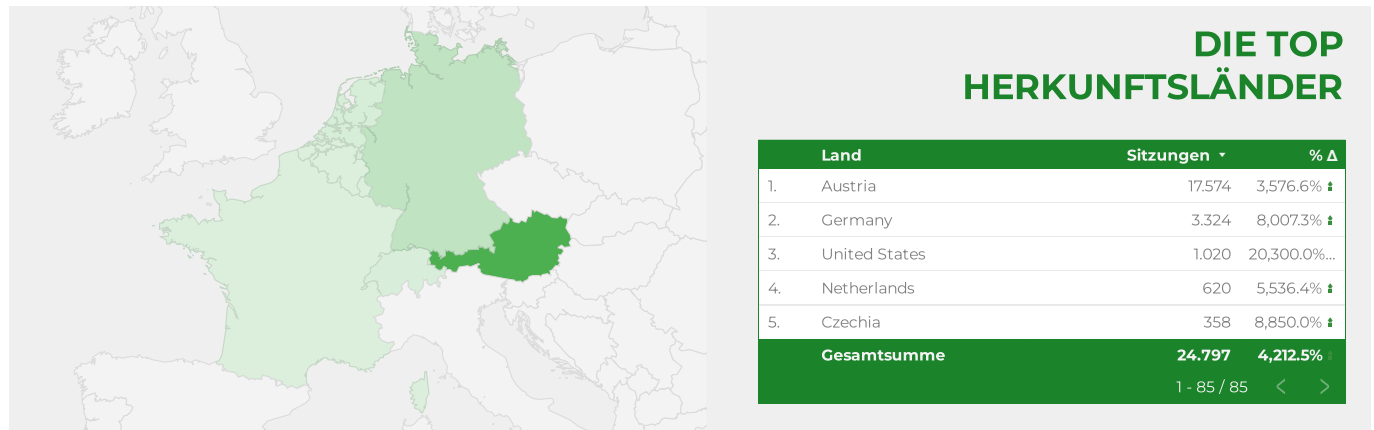 DIE TOP
HERKUNFTSLÄNDER
Land Sitzungen % Δ
1. Austria 17.574 3,576.6%
2. Germany 3.324 8,007.3%
3. United States 1.020 20,300.0%...
4. Netherlands 620 5,536.4%
5. Czechia 358 8,850.0%
Gesamtsumme 24.797 4,212.5%
1 - 85 / 85